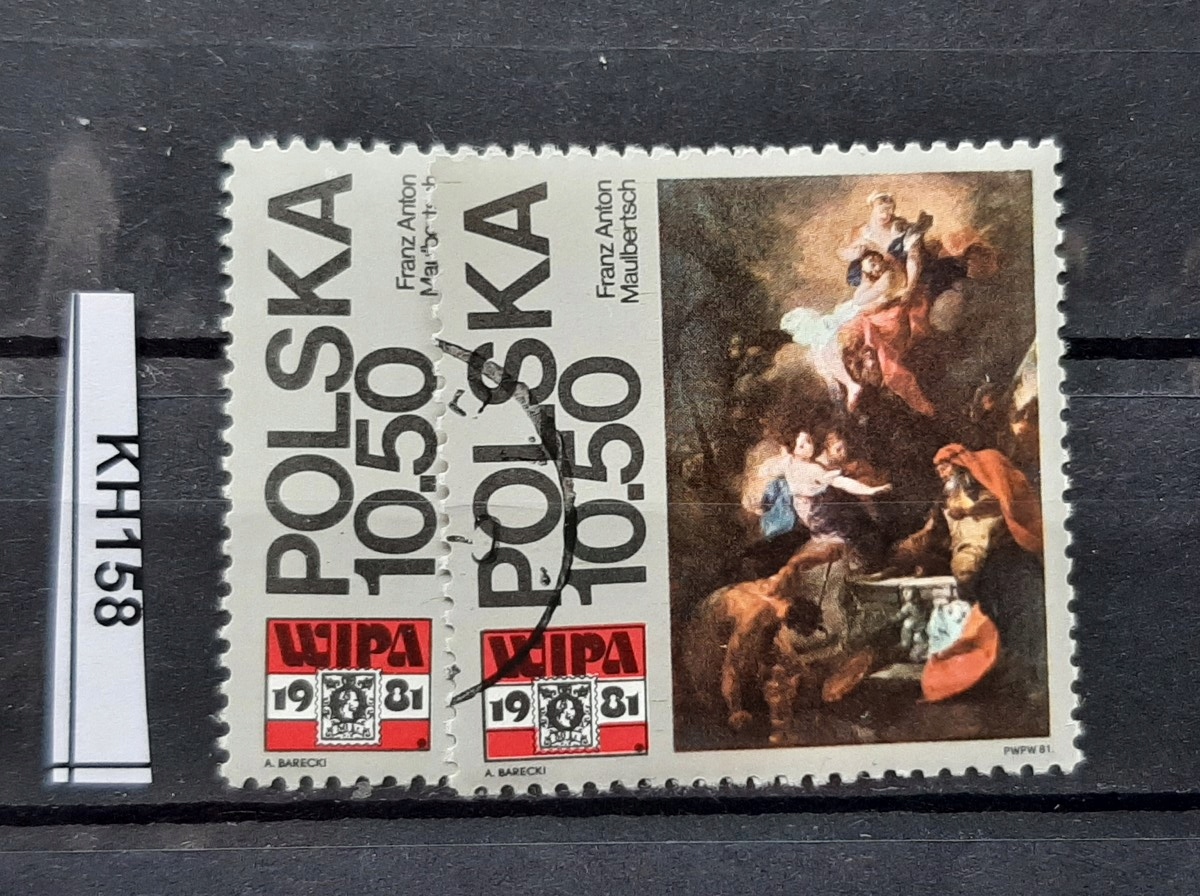 KH158
POLSKA
10.50
Franz Anton
Maulbertsch
WIPA
1981
A. BARECKI
POLSKA
10.50
Franz Anton
Maulbertsch
WIPA
1981
A. BARECKI
PWPW 81.